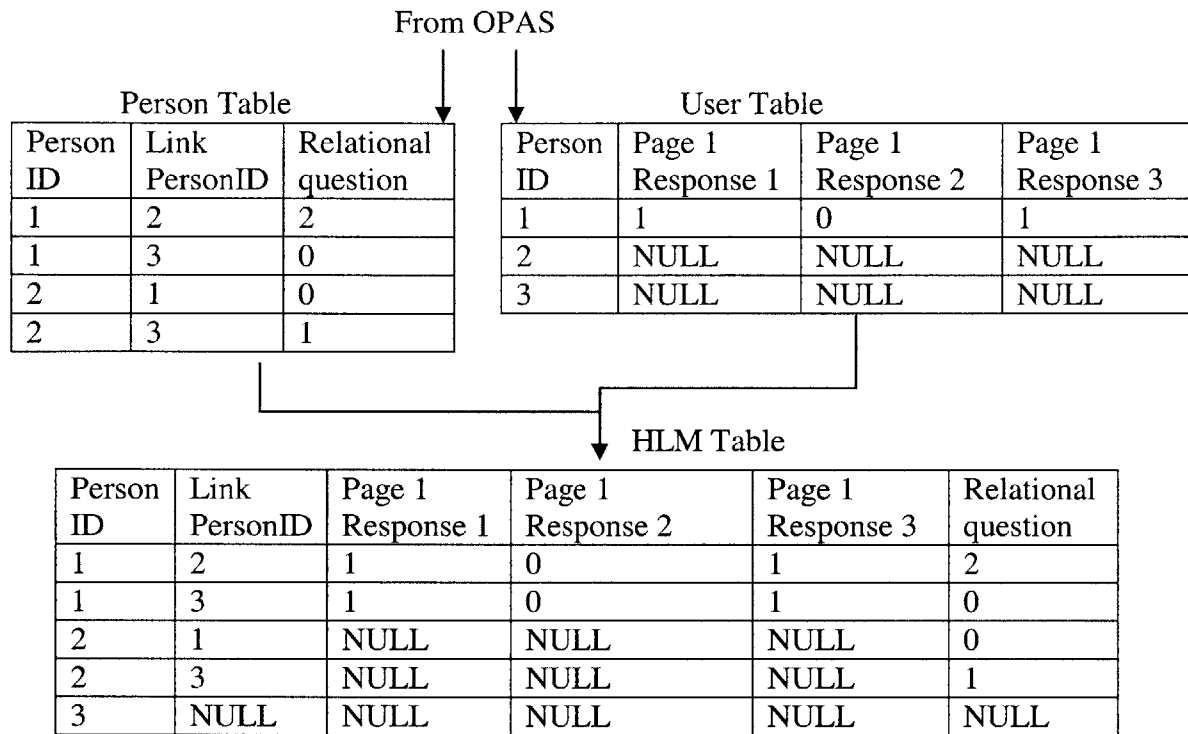 From OPAS
Person Table
Person ID | Link PersonID | Relational question
1 | 2 | 2
1 | 3 | 0
2 | 1 | 0
2 | 3 | 1
User Table
Person ID | Page 1 Response 1 | Page 1 Response 2 | Page 1 Response 3
1 | 1 | 0 | 1
2 | NULL | NULL | NULL
3 | NULL | NULL | NULL
HLM Table
Person ID | Link PersonID | Page 1 Response 1 | Page 1 Response 2 | Page 1 Response 3 | Relational question
1 | 2 | 1 | 0 | 1 | 2
1 | 3 | 1 | 0 | 1 | 0
2 | 1 | NULL | NULL | NULL | 0
2 | 3 | NULL | NULL | NULL | 1
3 | NULL | NULL | NULL | NULL | NULL